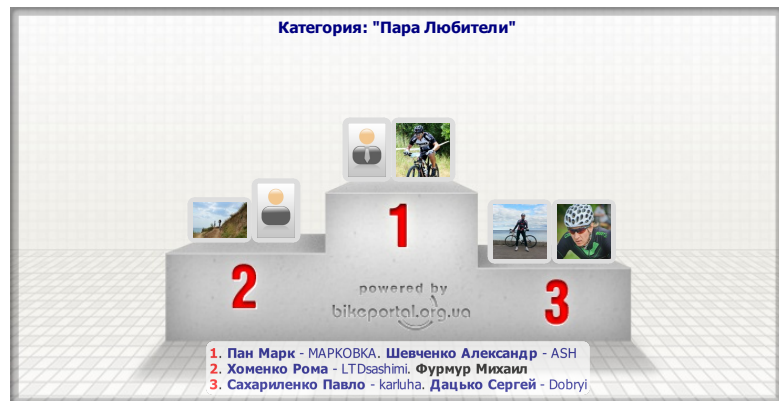 Категория: "Пара Любители"
1
2
3
powered by
bikeportal.org.ua
1. Пан Марк - МАРКОВКА. Шевченко Александр - ASH
2. Хоменко Рома - LTDsashimi. Фурмур Михаил
3. Сахариленко Павло - karluha. Дацько Сергей - Dobryi